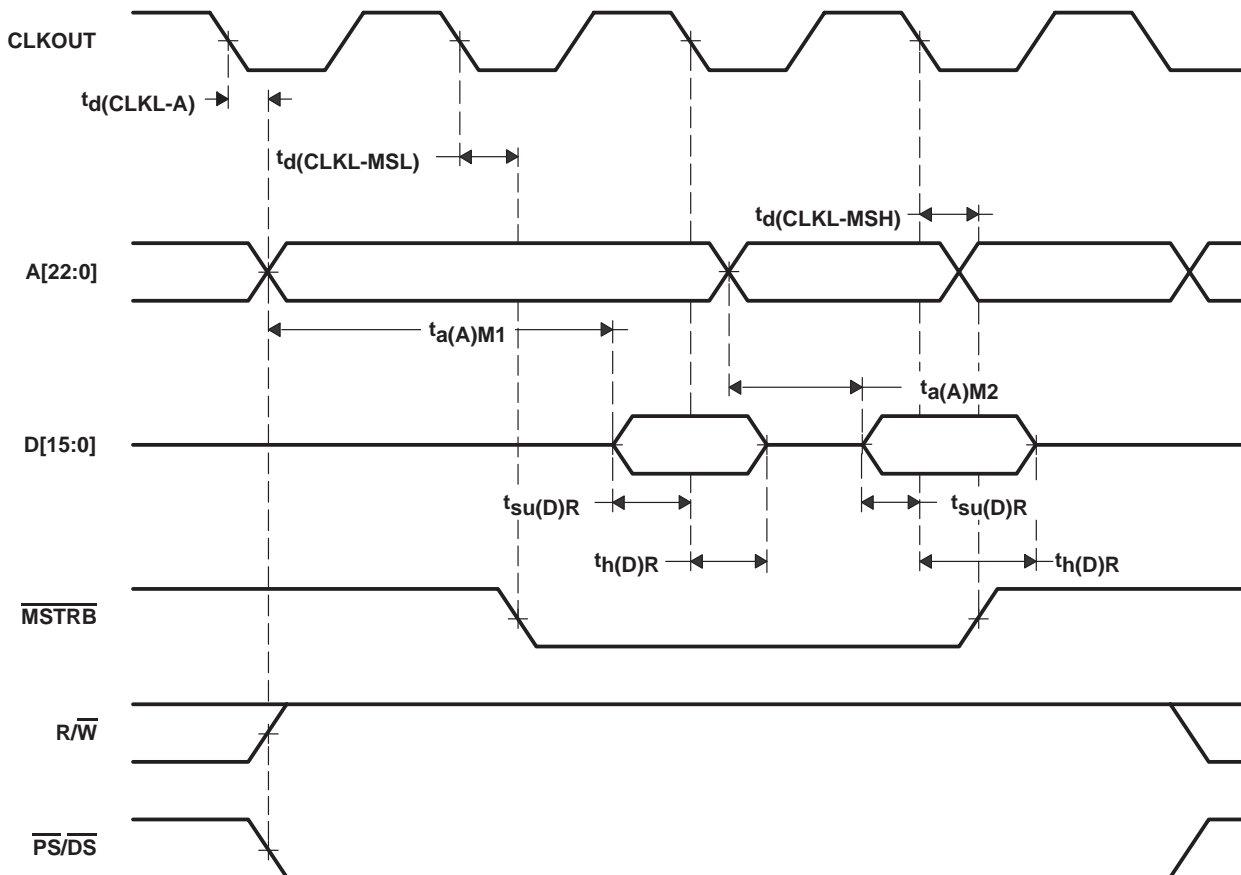 CLKOUT
td(CLKL-A)
td(CLKL-MSL)
td(CLKL-MSH)
A[22:0]
ta(A)M1
ta(A)M2
D[15:0]
tsu(D)R
tsu(D)R
th(D)R
th(D)R
MSTRB
R/W
PS/DS